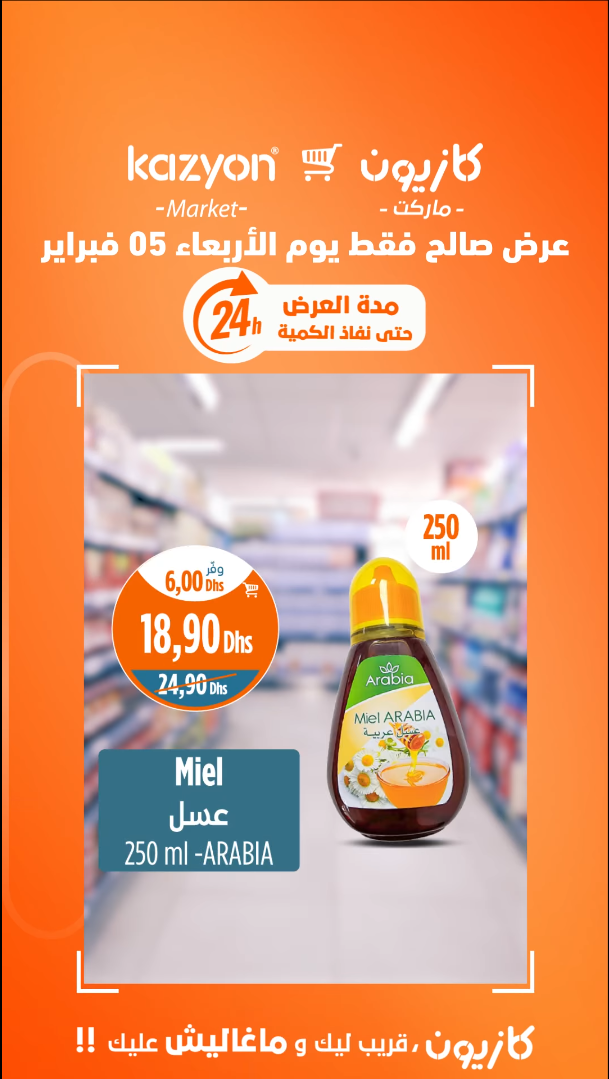 kazyon® كازيون
-Market- - ماركت -
عرض صالح فقط يوم الأربعاء 05 فبراير
24h
مدة العرض
حتى نفاذ الكمية
250
ml
وفّر
6,00 Dhs
18,90 Dhs
24,90 Dhs
Arabia
Miel ARABIA
عسل عربية
Miel
عسل
250 ml -ARABIA
كازيون، قريب ليك و ماغاليش عليك !!